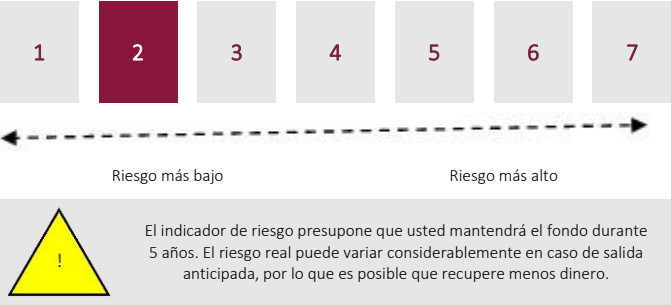 1 2 3 4 5 6 7
Riesgo más bajo Riesgo más alto
! El indicador de riesgo presupone que usted mantendrá el fondo durante
5 años. El riesgo real puede variar considerablemente en caso de salida
anticipada, por lo que es posible que recupere menos dinero.